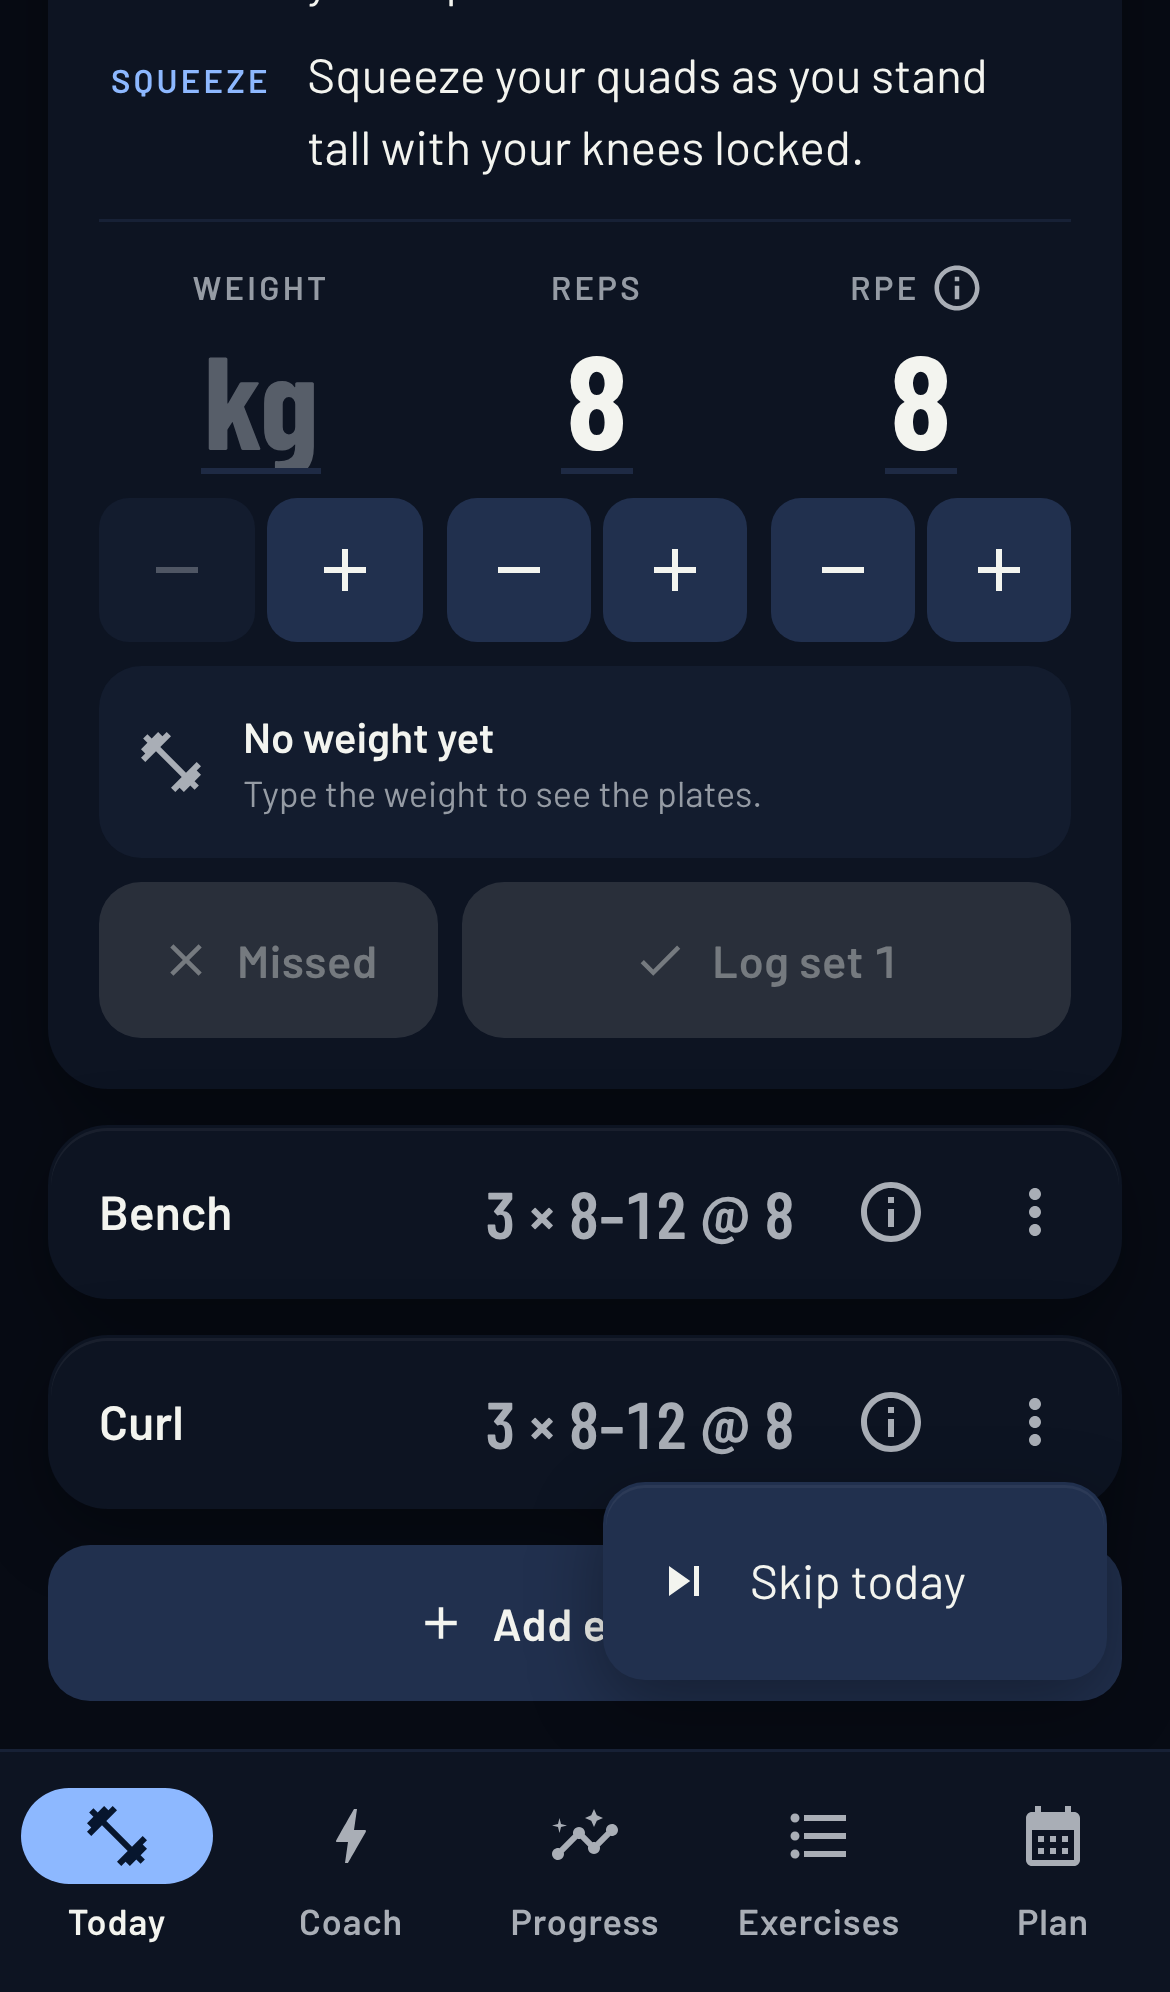 SQUEEZE Squeeze your quads as you stand
tall with your knees locked.
WEIGHT REPS RPE
kg 8 8
No weight yet
Type the weight to see the plates.
Missed Log set 1
Bench 3 × 8-12 @ 8
Curl 3 × 8-12 @ 8
Skip today
Add
Today Coach Progress Exercises Plan